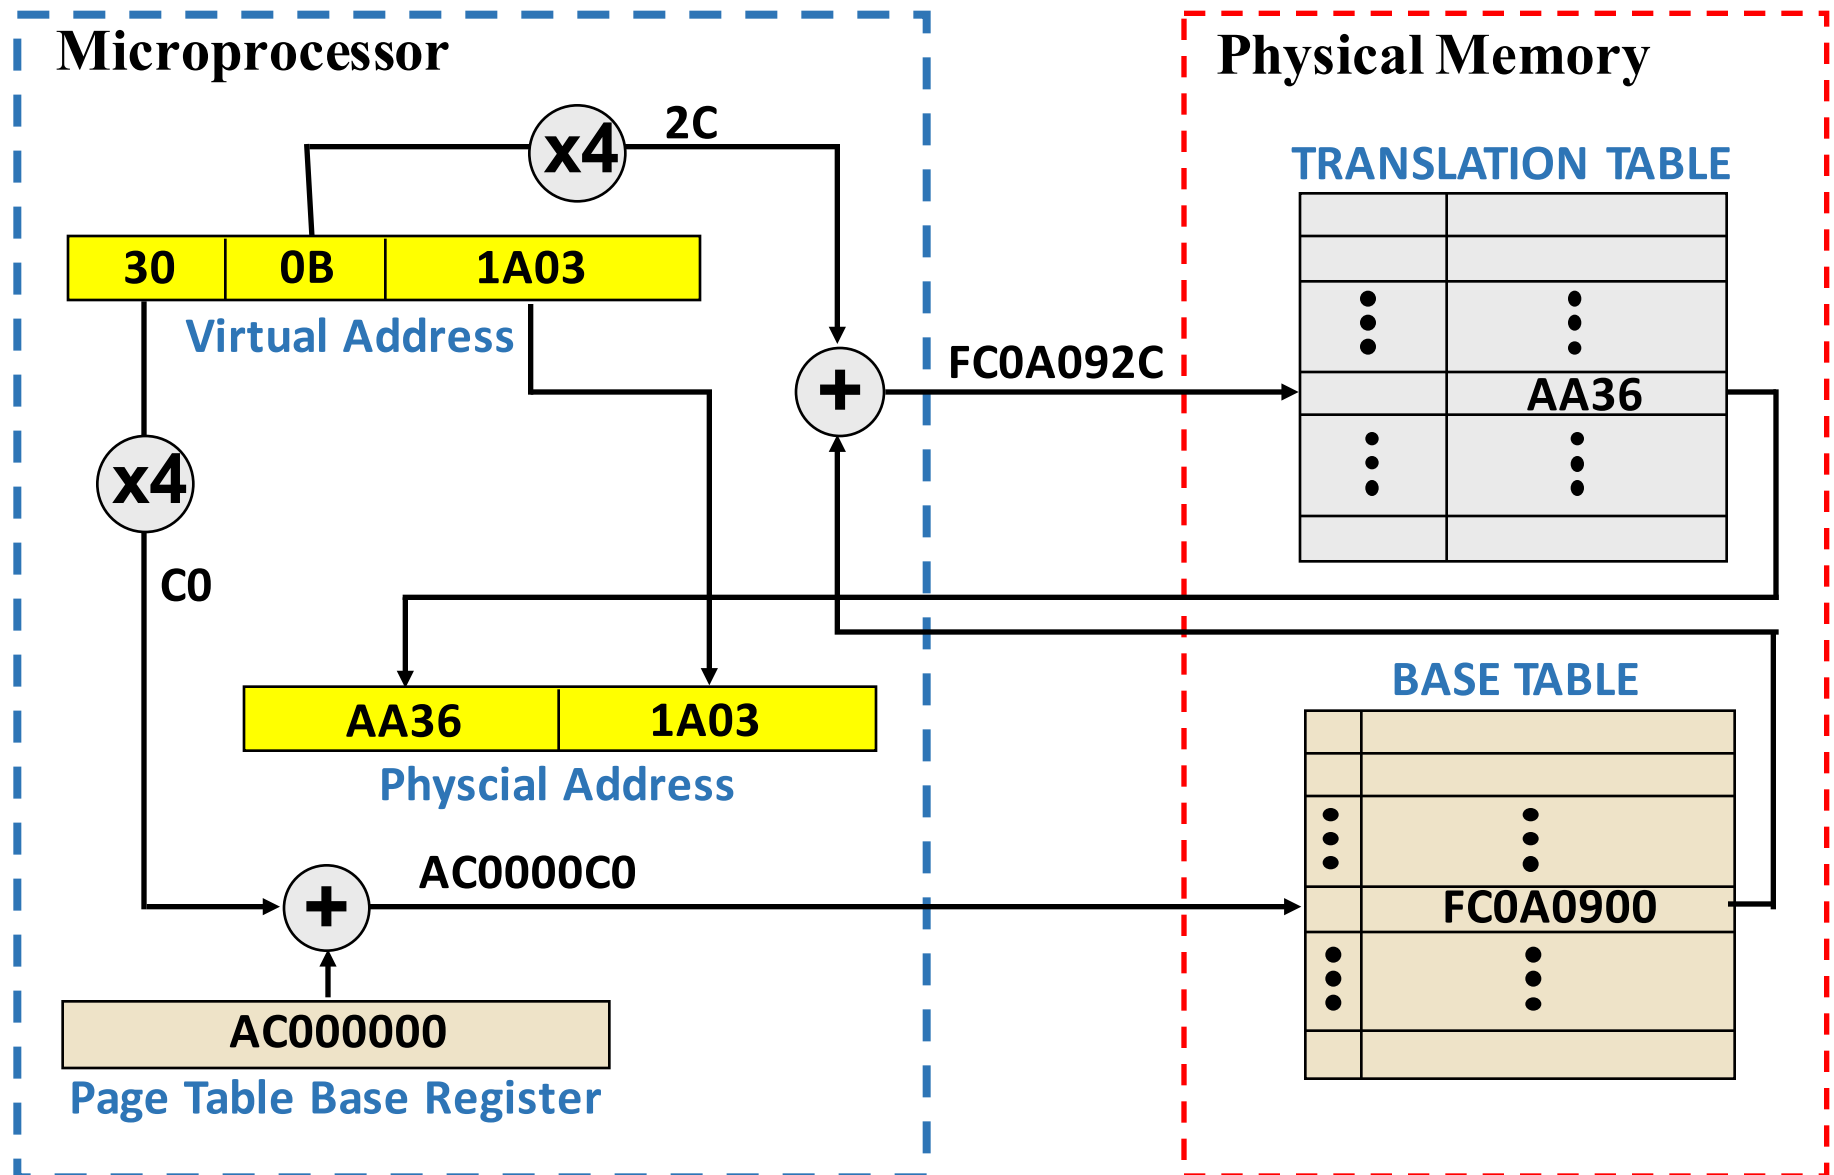 Microprocessor
Physical Memory
x4
2C
TRANSLATION TABLE
30 0B 1A03
Virtual Address
+
FC0A092C
AA36
x4
C0
BASE TABLE
AA36 1A03
Physcial Address
AC0000C0
+
FC0A0900
AC000000
Page Table Base Register